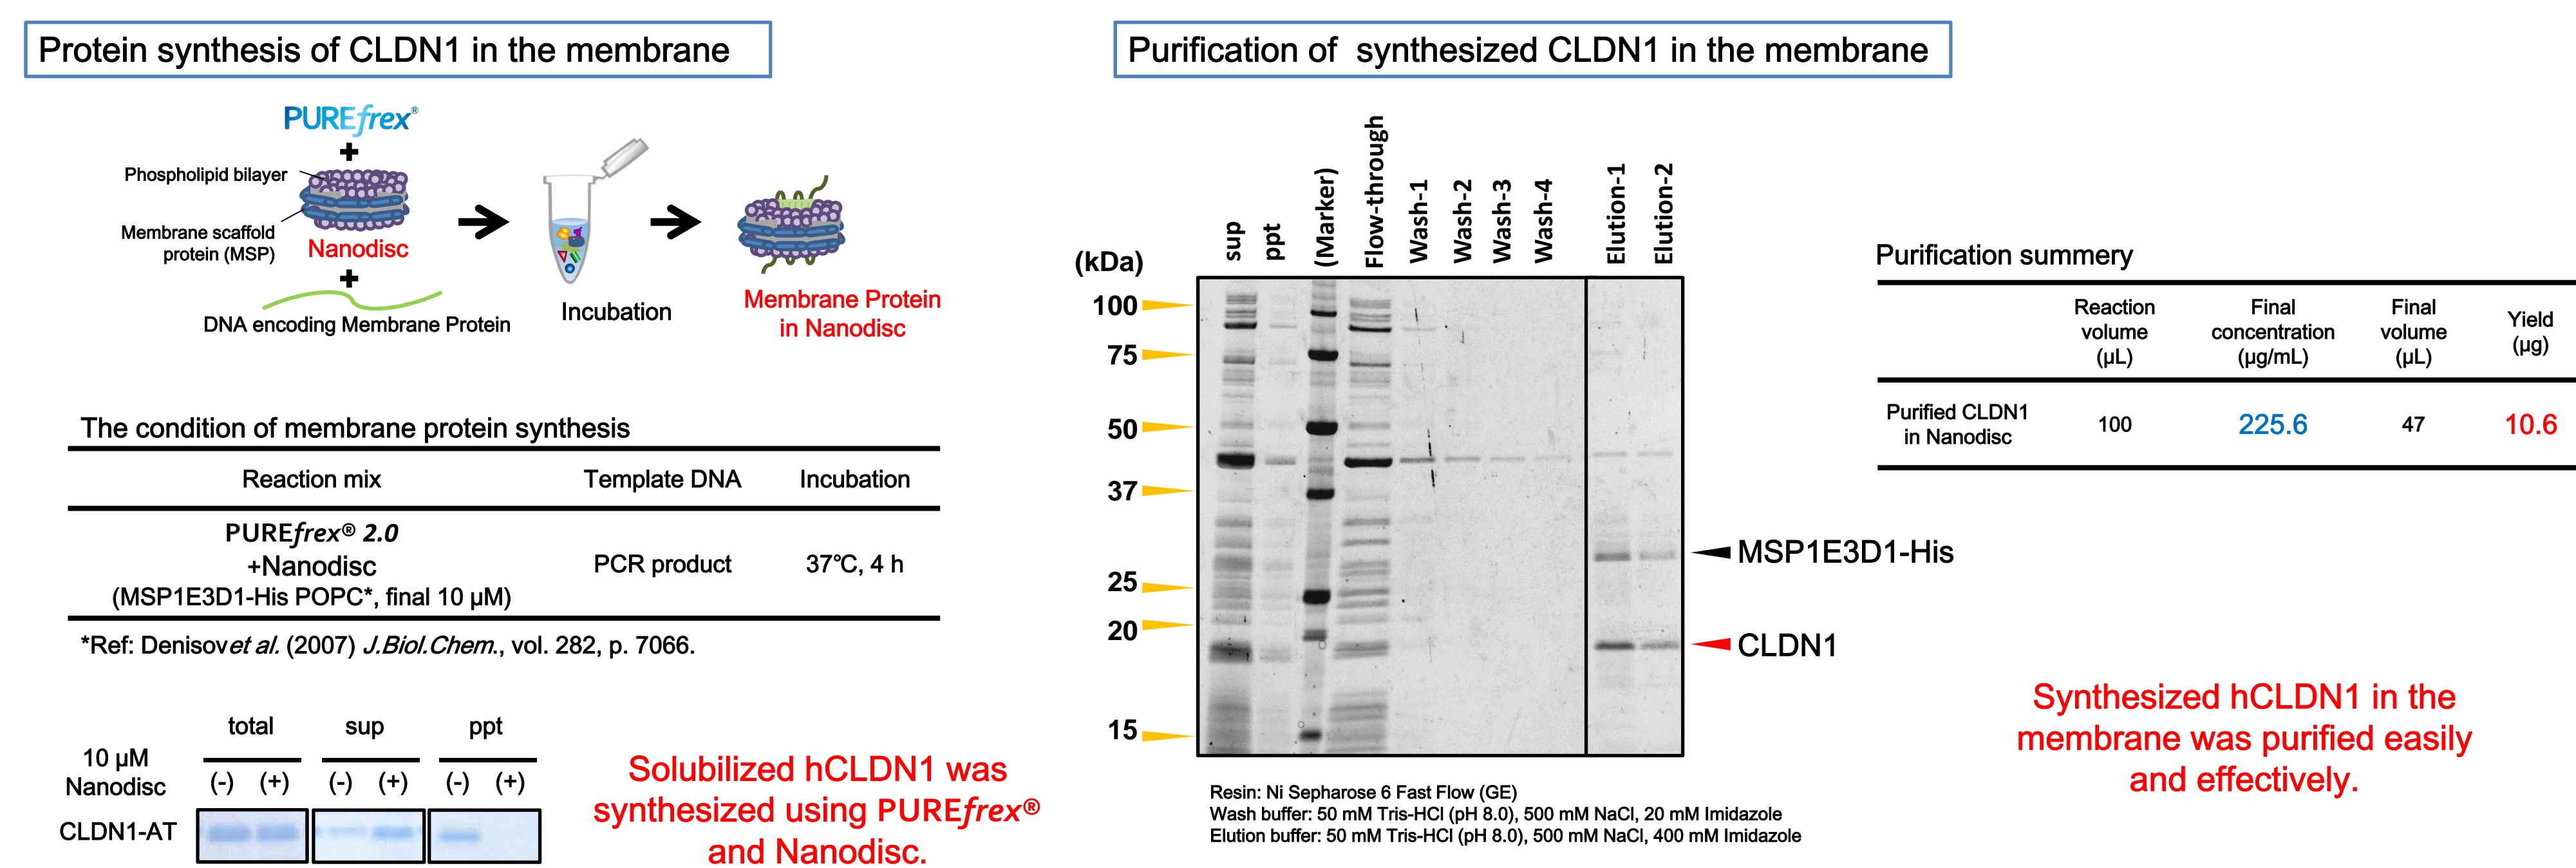 Protein synthesis of CLDN1 in the membrane
PUREfrex®
+
Phospholipid bilayer
Membrane scaffold
protein (MSP)
Nanodisc
+
DNA encoding Membrane Protein
Incubation
Membrane Protein
in Nanodisc
The condition of membrane protein synthesis
Reaction mix Template DNA Incubation
PUREfrex® 2.0
+Nanodisc
(MSP1E3D1-His POPC*, final 10 µM)
PCR product
37℃, 4 h
*Ref: Denisov et al. (2007) J.Biol.Chem., vol. 282, p. 7066.
total sup ppt
10 µM
Nanodisc
(-) (+) (-) (+) (-) (+)
CLDN1-AT
Solubilized hCLDN1 was
synthesized using PUREfrex®
and Nanodisc.
Purification of synthesized CLDN1 in the membrane
(kDa)
sup
ppt
(Marker)
Flow-through
Wash-1
Wash-2
Wash-3
Wash-4
Elution-1
Elution-2
100
75
50
37
25
20
15
MSP1E3D1-His
CLDN1
Resin: Ni Sepharose 6 Fast Flow (GE)
Wash buffer: 50 mM Tris-HCl (pH 8.0), 500 mM NaCl, 20 mM Imidazole
Elution buffer: 50 mM Tris-HCl (pH 8.0), 500 mM NaCl, 400 mM Imidazole
Purification summery
Reaction
volume
(µL)
Final
concentration
(µg/mL)
Final
volume
(µL)
Yield
(µg)
Purified CLDN1
in Nanodisc
100 225.6 47 10.6
Synthesized hCLDN1 in the
membrane was purified easily
and effectively.